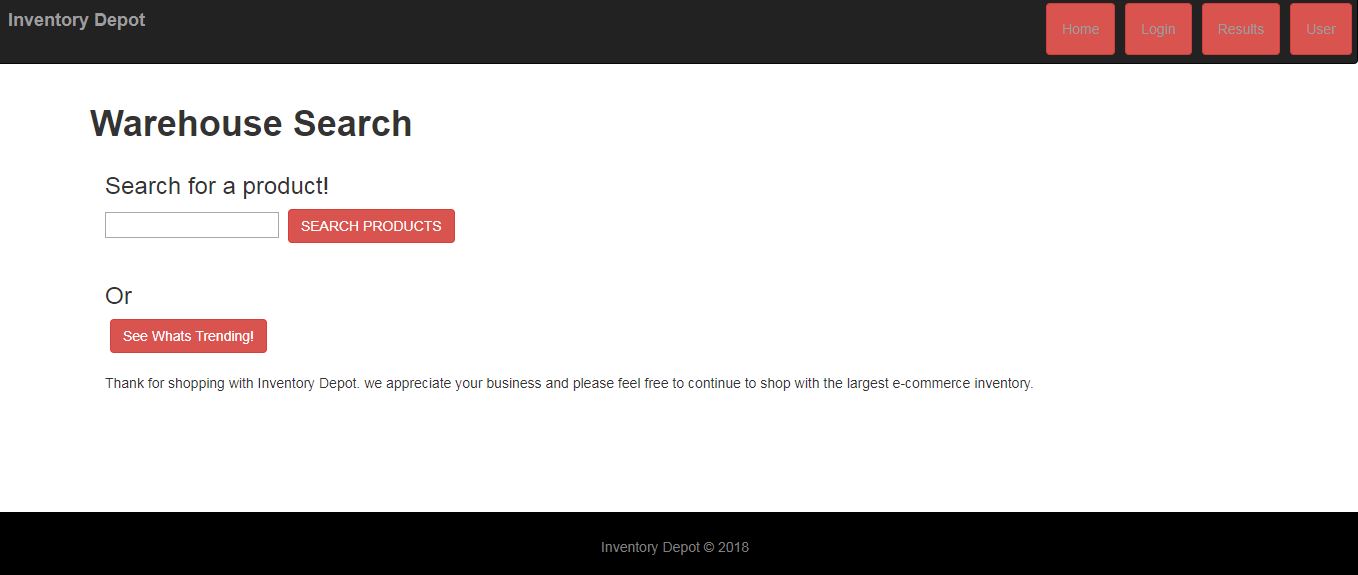 Inventory Depot
Home Login Results User
Warehouse Search
Search for a product!
SEARCH PRODUCTS
Or
See Whats Trending!
Thank for shopping with Inventory Depot. we appreciate your business and please feel free to continue to shop with the largest e-commerce inventory.
Inventory Depot © 2018